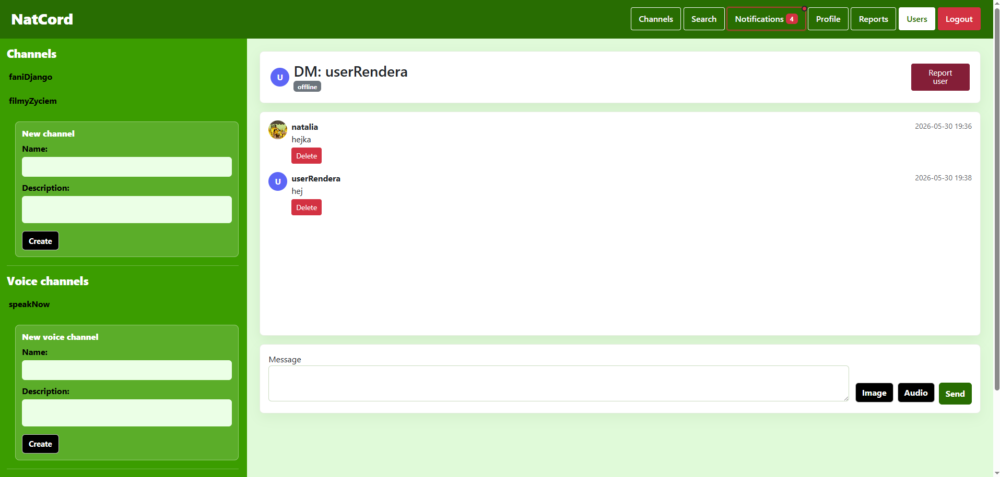 NatCord
Channels
Search
Notifications 4
Profile
Reports
Users
Logout
Channels
faniDjango
filmyZyciem
New channel
Name:
Description:
Create
Voice channels
speakNow
New voice channel
Name:
Description:
Create
U
DM: userRendera
offline
Report
user
natalia
2026-05-30 19:36
hejka
Delete
U
userRendera
2026-05-30 19:38
hej
Delete
Message
Image
Audio
Send